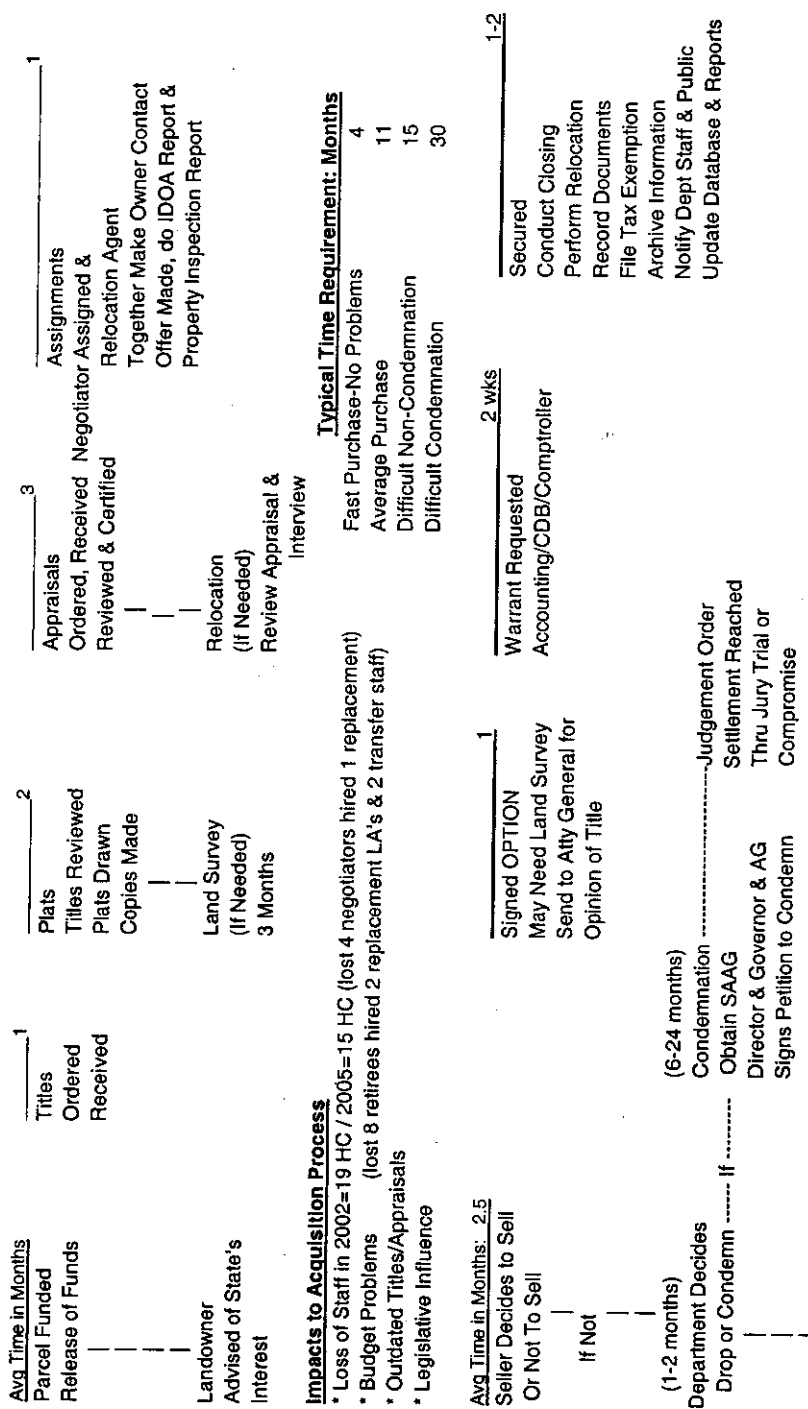 Avg Time in Months
Parcel Funded
Release of Funds
Landowner
Advised of State's
Interest
1
Titles
Ordered
Received
2
Plats
Titles Reviewed
Plats Drawn
Copies Made
Land Survey
(If Needed)
3 Months
3
Appraisals
Ordered, Received
Reviewed & Certified
Relocation
(If Needed)
Review Appraisal &
Interview
1
Assignments
Negotiator Assigned &
Relocation Agent
Together Make Owner Contact
Offer Made, do IDOA Report &
Property Inspection Report
Impacts to Acquisition Process
* Loss of Staff in 2002=19 HC / 2005=15 HC (lost 4 negotiators hired 1 replacement)
* Budget Problems (lost 8 retirees hired 2 replacement LA's & 2 transfer staff)
* Outdated Titles/Appraisals
* Legislative Influence
Typical Time Requirement: Months
Fast Purchase-No Problems 4
Average Purchase 11
Difficult Non-Condemnation 15
Difficult Condemnation 30
Avg Time in Months: 2.5
Seller Decides to Sell
Or Not To Sell
If Not
(1-2 months)
Department Decides
Drop or Condemn ------ If ---------
(6-24 months)
Condemnation ------------------------------Judgement Order
Obtain SAAG Settlement Reached
Director & Governor & AG Thru Jury Trial or
Signs Petition to Condemn Compromise
1
Signed OPTION
May Need Land Survey
Send to Atty General for
Opinion of Title
2 wks
Warrant Requested
Accounting/CDB/Comptroller
1-2
Secured
Conduct Closing
Perform Relocation
Record Documents
File Tax Exemption
Archive Information
Notify Dept Staff & Public
Update Database & Reports